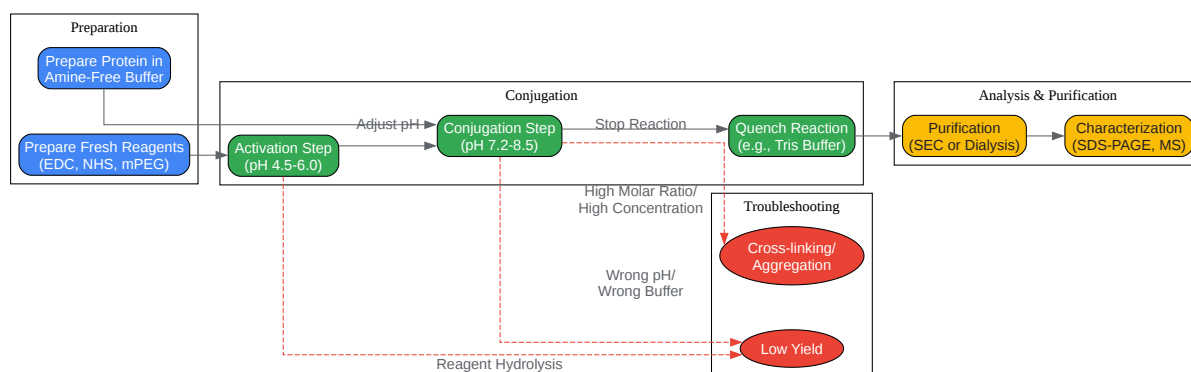 Preparation
Prepare Protein in
Amine-Free Buffer
Prepare Fresh Reagents
(EDC, NHS, mPEG)
Conjugation
Activation Step
(pH 4.5-6.0)
Adjust pH
Conjugation Step
(pH 7.2-8.5)
Stop Reaction
Quench Reaction
(e.g., Tris Buffer)
Analysis & Purification
Purification
(SEC or Dialysis)
Characterization
(SDS-PAGE, MS)
High Molar Ratio/
High Concentration
Troubleshooting
Cross-linking/
Aggregation
Wrong pH/
Wrong Buffer
Low Yield
Reagent Hydrolysis